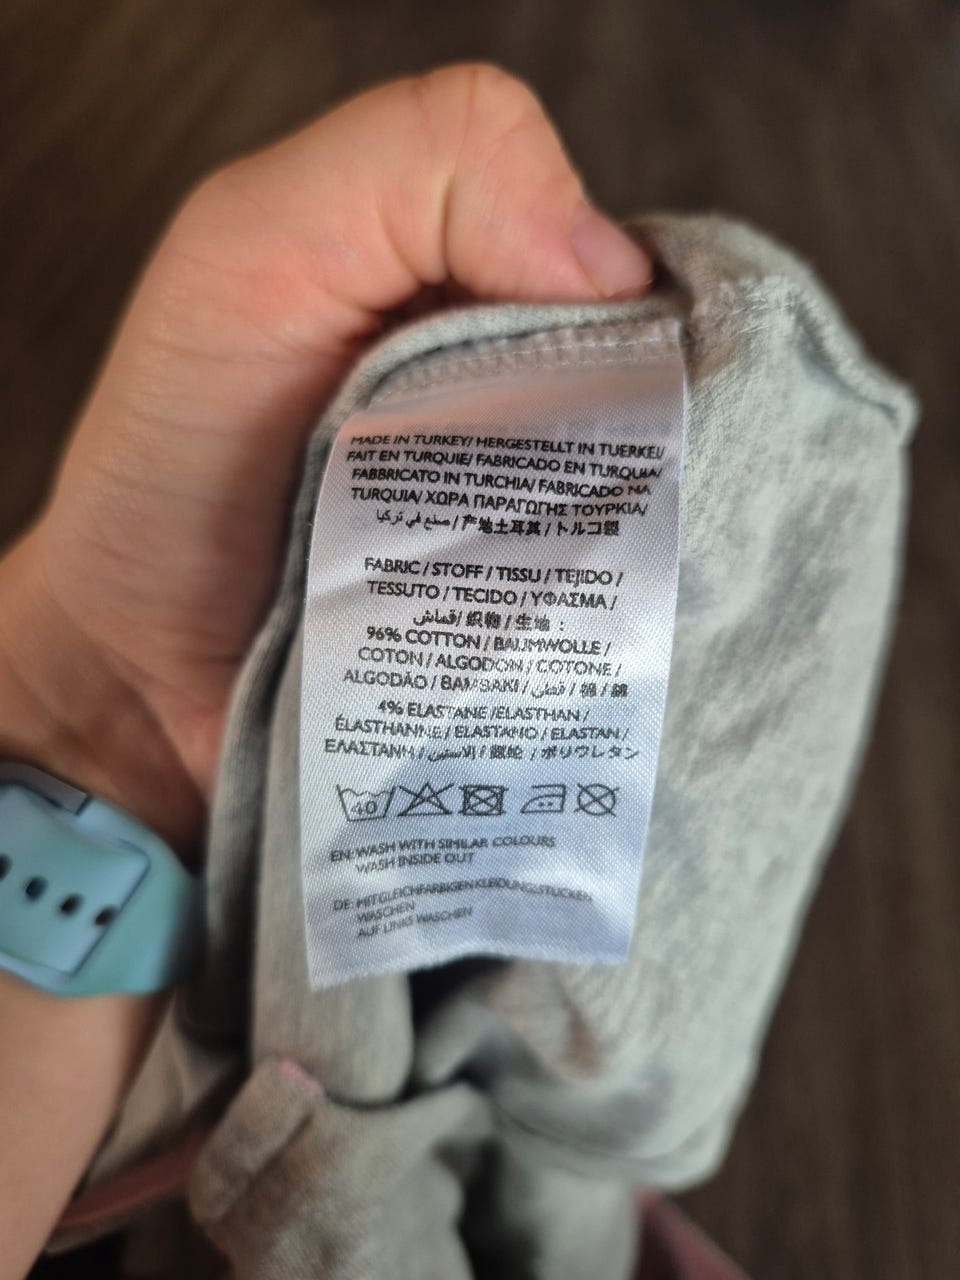 MADE IN TURKEY/ HERGESTELLT IN TUERKEI/
FAIT EN TURQUIE/ FABRICADO EN TURQUIA/
FABBRICATO IN TURCHIA/ FABRICADO NA
TURQUIA/ ΧΩΡΑ ΠΑΡΑΓΩΓΗΣ ΤΟΥΡΚΙΑ/
صنع في تركيا / 产地土耳其 / トルコ製
FABRIC / STOFF / TISSU / TEJIDO /
TESSUTO / TECIDO / ΥΦΑΣΜΑ /
قماش / 織物 / 生地 :
96% COTTON / BAUMWOLLE /
COTON / ALGODON / COTONE /
ALGODÃO / BAMBAKI / قطن / 棉 / 綿
4% ELASTANE /ELASTHAN /
ÉLASTHANNE / ELASTANO / ELASTAN /
ΕΛΑΣΤΑΝΗ / الاستين / ポリウレタン
40
EN: WASH WITH SIMILAR COLOURS
WASH INSIDE OUT
DE: MIT GLEICHFARBIGEN KLEIDUNGSSTÜCKEN
WASCHEN
AUF LINKS WASCHEN